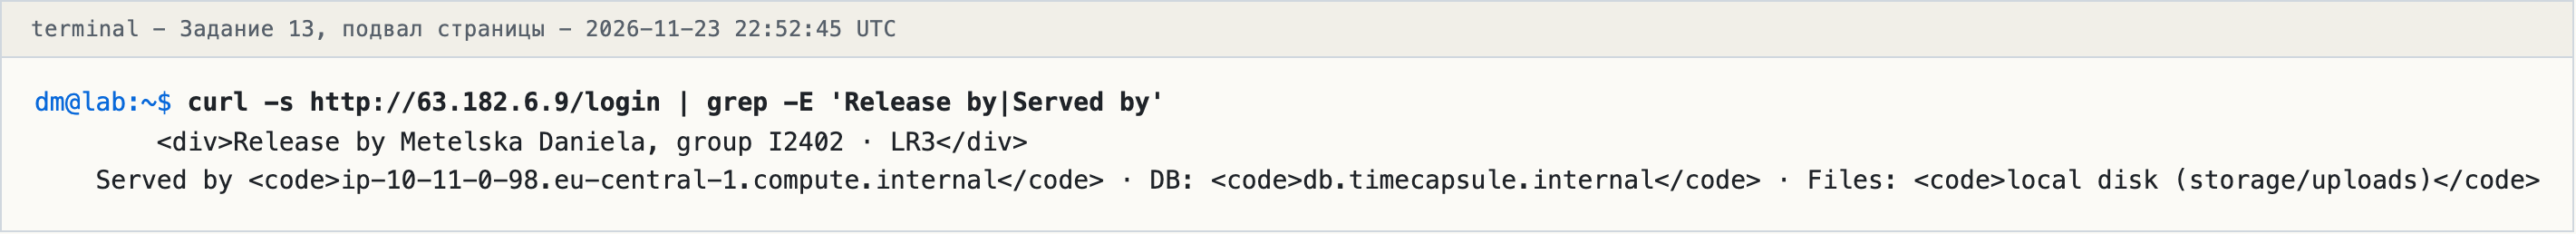 terminal — Задание 13, подвал страницы — 2026-11-23 22:52:45 UTC
dm@lab:~$ curl -s http://63.182.6.9/login | grep -E 'Release by|Served by'
<div>Release by Metelska Daniela, group I2402 · LR3</div>
Served by <code>ip-10-11-0-98.eu-central-1.compute.internal</code> · DB: <code>db.timecapsule.internal</code> · Files: <code>local disk (storage/uploads)</code>